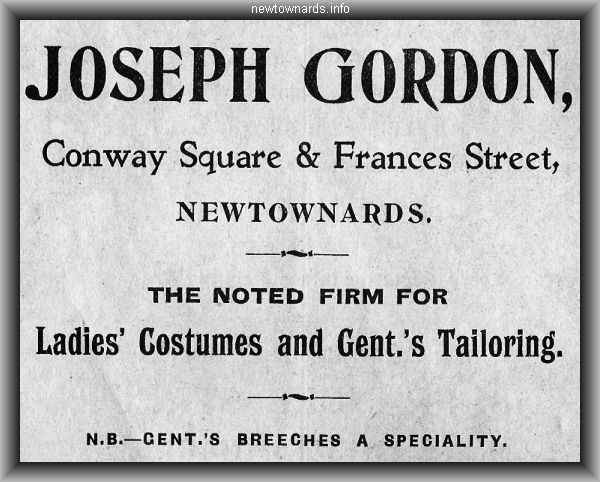 newtownards.info
JOSEPH GORDON,
Conway Square & Frances Street,
NEWTOWNARDS.
THE NOTED FIRM FOR
Ladies' Costumes and Gent.'s Tailoring.
N.B.—GENT.'S BREECHES A SPECIALITY.